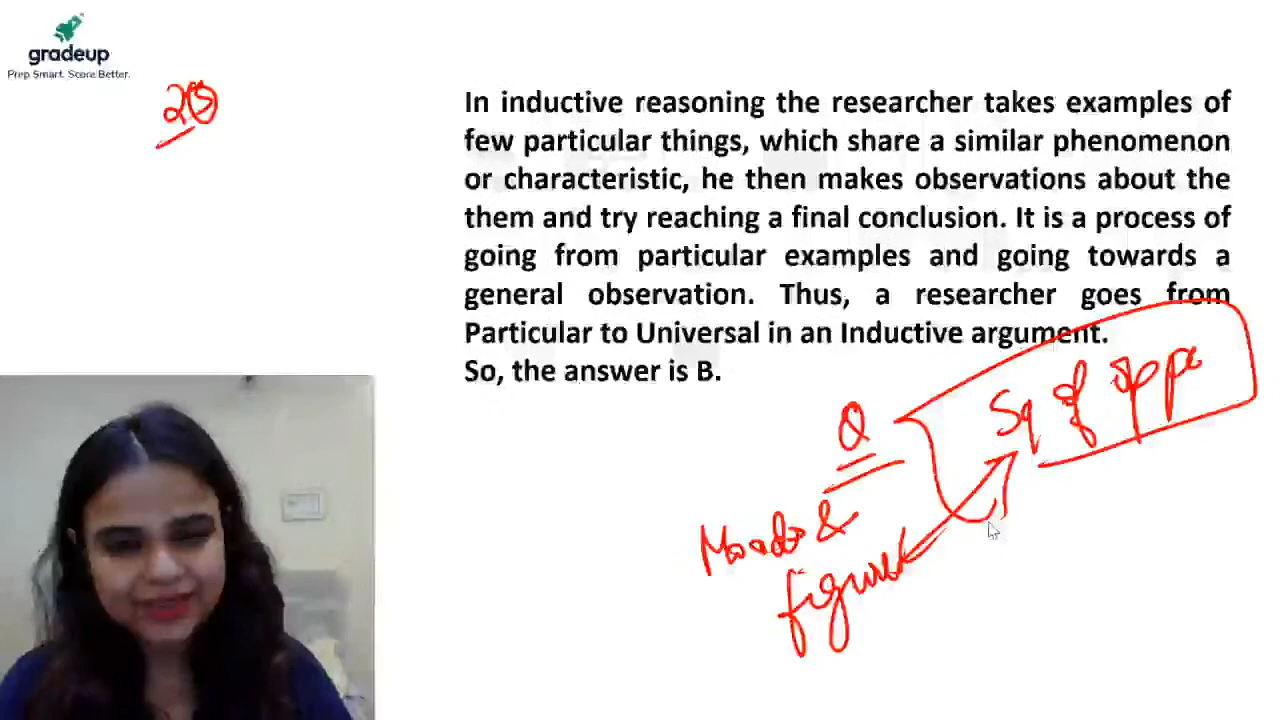 gradeup
Prep Smart. Score Better.
In inductive reasoning the researcher takes examples of
few particular things, which share a similar phenomenon
or characteristic, he then makes observations about the
them and try reaching a final conclusion. It is a process of
going from particular examples and going towards a
general observation. Thus, a researcher goes from
Particular to Universal in an Inductive argument.
So, the answer is B.
Sq of
Q
&